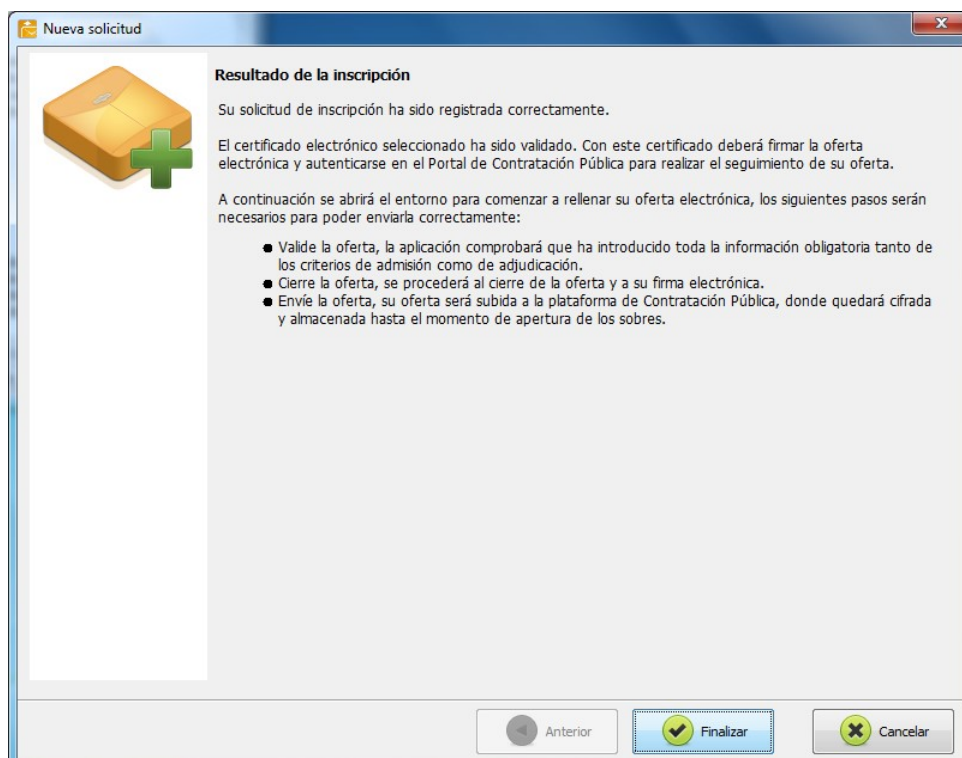 Nueva solicitud
Resultado de la inscripción
Su solicitud de inscripción ha sido registrada correctamente.
El certificado electrónico seleccionado ha sido validado. Con este certificado deberá firmar la oferta
electrónica y autenticarse en el Portal de Contratación Pública para realizar el seguimiento de su oferta.
A continuación se abrirá el entorno para comenzar a rellenar su oferta electrónica, los siguientes pasos serán
necesarios para poder enviarla correctamente:
● Valide la oferta, la aplicación comprobará que ha introducido toda la información obligatoria tanto de
los criterios de admisión como de adjudicación.
● Cierre la oferta, se procederá al cierre de la oferta y a su firma electrónica.
● Envíe la oferta, su oferta será subida a la plataforma de Contratación Pública, donde quedará cifrada
y almacenada hasta el momento de apertura de los sobres.
Anterior
Finalizar
Cancelar